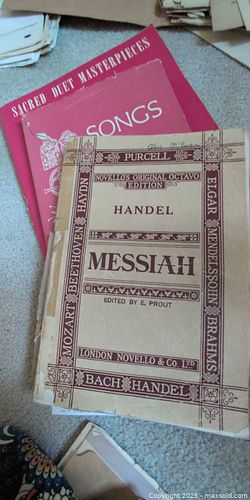 SACRED DUET MASTERPIECES
SONGS
PURCELL
NOVELLO'S ORIGINAL OCTAVO
EDITION
HANDEL
MESSIAH
EDITED BY E. PROUT
LONDON NOVELLO & CO. LTD
BACH HANDEL
MOZART BEETHOVEN HAYDN
ELGAR MENDELSSOHN BRAHMS
Copyright 2025 - maxsold.com